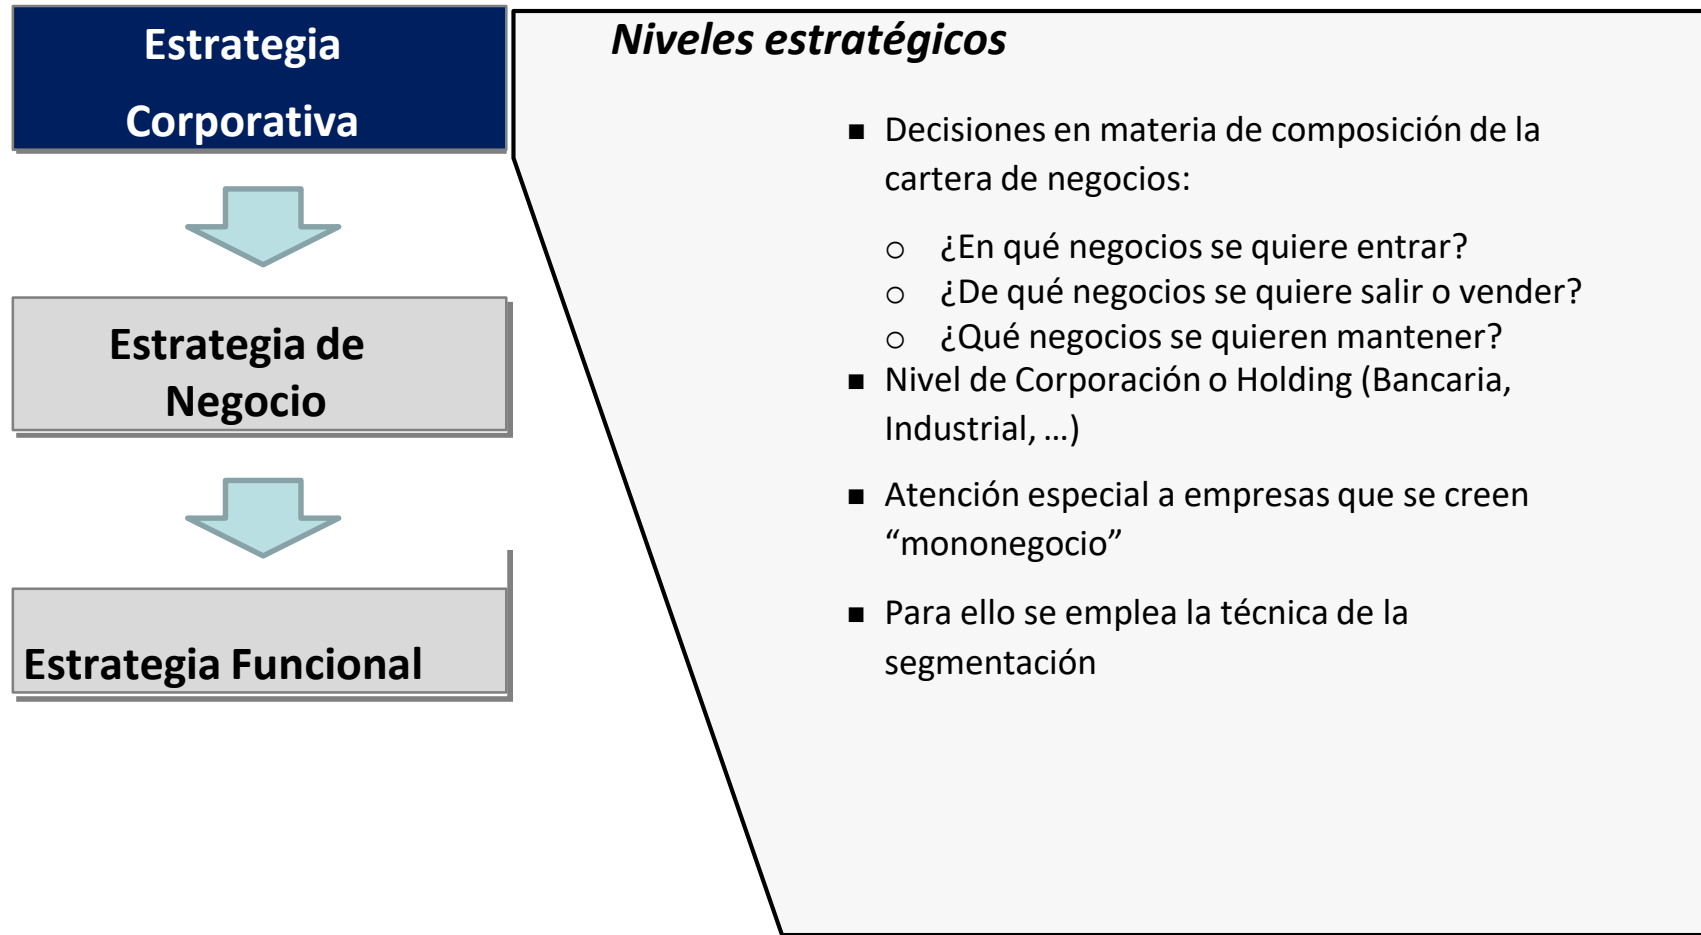 Estrategia
Corporativa
Estrategia de
Negocio
Estrategia Funcional
Niveles estratégicos
■ Decisiones en materia de composición de la
cartera de negocios:
o ¿En qué negocios se quiere entrar?
o ¿De qué negocios se quiere salir o vender?
o ¿Qué negocios se quieren mantener?
■ Nivel de Corporación o Holding (Bancaria,
Industrial, …)
■ Atención especial a empresas que se creen
“mononegocio”
■ Para ello se emplea la técnica de la
segmentación